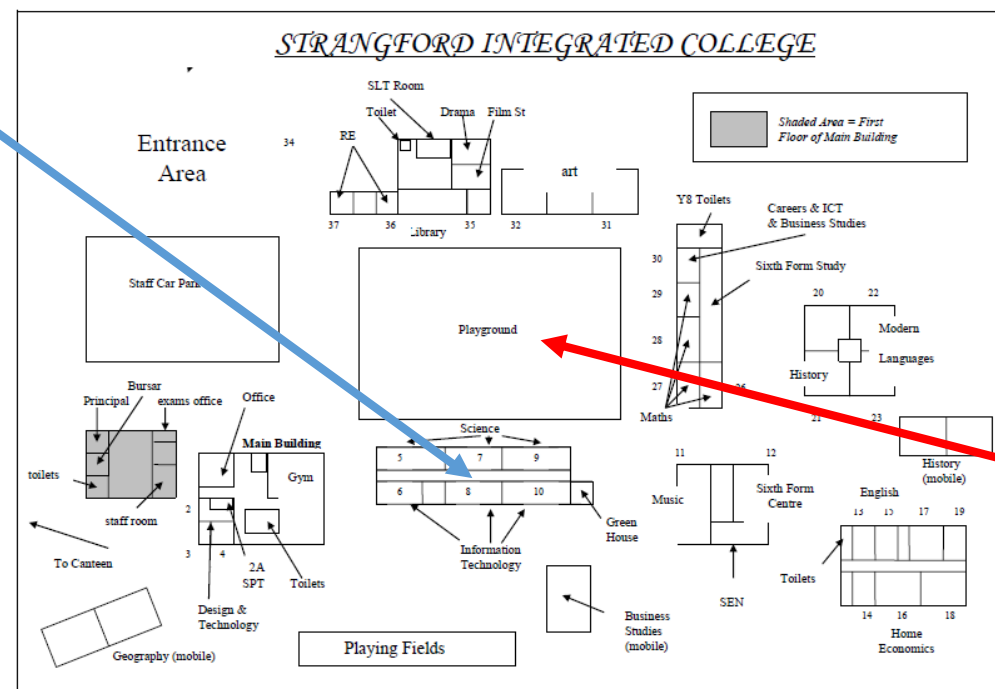 STRANGFORD INTEGRATED COLLEGE
SLT Room
Toilet
Drama
Film St
Shaded Area = First
Floor of Main Building
Entrance
Area
34
RE
art
37
36
35
32
31
Library
Y8 Toilets
Careers & ICT
& Business Studies
Sixth Form Study
30
29
28
27
26
Maths
Staff Car Park
Playground
20
22
Modern
Languages
History
21
23
History
(mobile)
Bursar
Principal
exams office
Office
toilets
staff room
Main Building
Gym
2
3
4
2A
SPT
Toilets
Design &
Technology
To Canteen
Geography (mobile)
Science
5
7
9
6
8
10
Information
Technology
Green
House
Business
Studies
(mobile)
Playing Fields
11
12
Music
Sixth Form
Centre
SEN
English
13
15
17
19
Toilets
14
16
18
Home
Economics